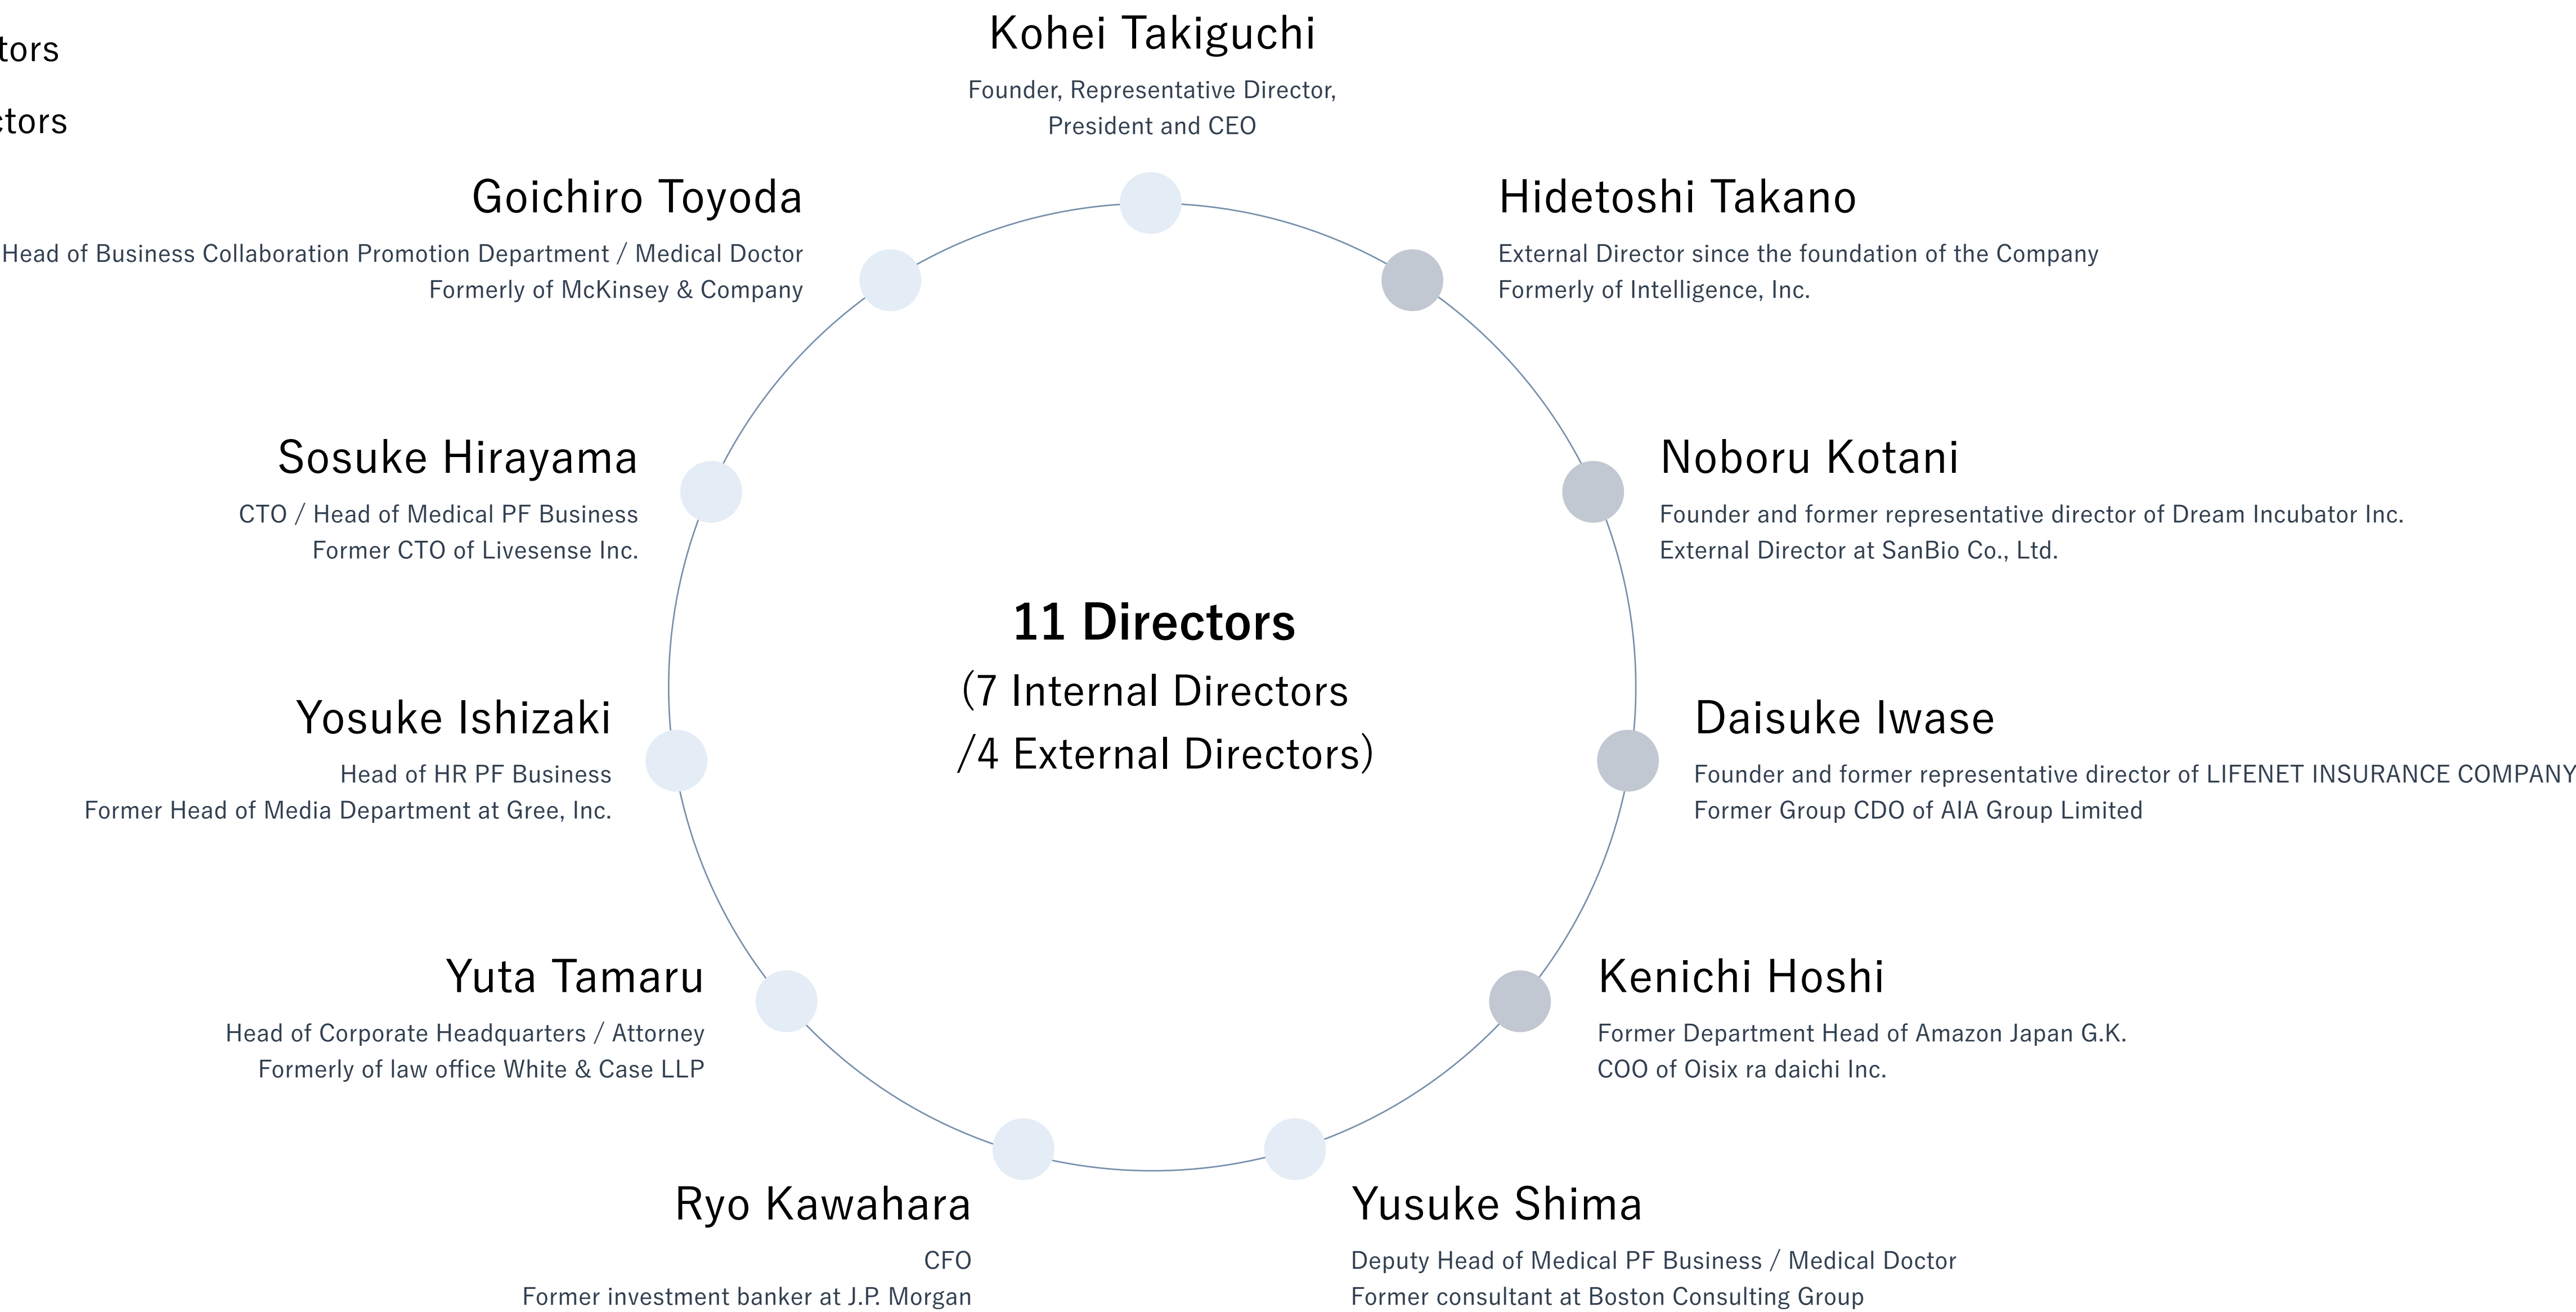 Kohei Takiguchi
Founder, Representative Director,
President and CEO
Goichiro Toyoda
Head of Business Collaboration Promotion Department / Medical Doctor
Formerly of McKinsey & Company
Hidetoshi Takano
External Director since the foundation of the Company
Formerly of Intelligence, Inc.
Sosuke Hirayama
CTO / Head of Medical PF Business
Former CTO of Livesense Inc.
Noboru Kotani
Founder and former representative director of Dream Incubator Inc.
External Director at SanBio Co., Ltd.
11 Directors
(7 Internal Directors
/4 External Directors)
Yosuke Ishizaki
Head of HR PF Business
Former Head of Media Department at Gree, Inc.
Daisuke Iwase
Founder and former representative director of LIFENET INSURANCE COMPANY
Former Group CDO of AIA Group Limited
Yuta Tamaru
Head of Corporate Headquarters / Attorney
Formerly of law office White & Case LLP
Kenichi Hoshi
Former Department Head of Amazon Japan G.K.
COO of Oisix ra daichi Inc.
Ryo Kawahara
CFO
Former investment banker at J.P. Morgan
Yusuke Shima
Deputy Head of Medical PF Business / Medical Doctor
Former consultant at Boston Consulting Group